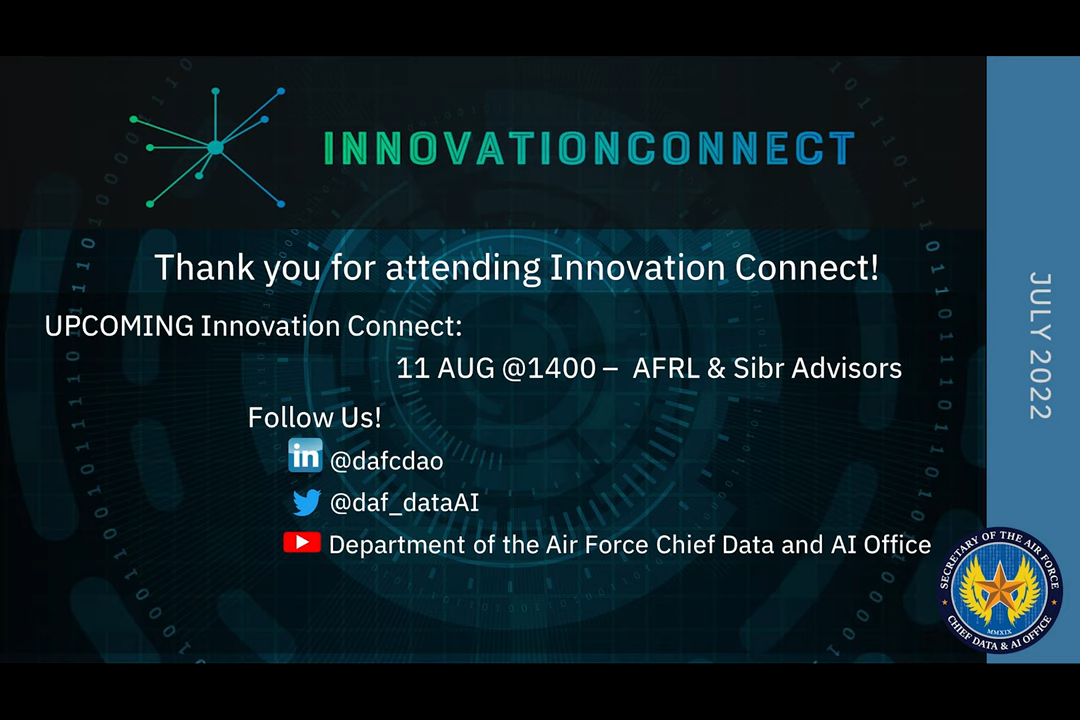 INNOVATIONCONNECT
Thank you for attending Innovation Connect!
UPCOMING Innovation Connect:
11 AUG @1400 – AFRL & Sibr Advisors
Follow Us!
in @dafcdao
@daf_dataAI
Department of the Air Force Chief Data and AI Office
JULY 2022
SECRETARY OF THE AIR FORCE
MMXIX
CHIEF DATA & AI OFFICE